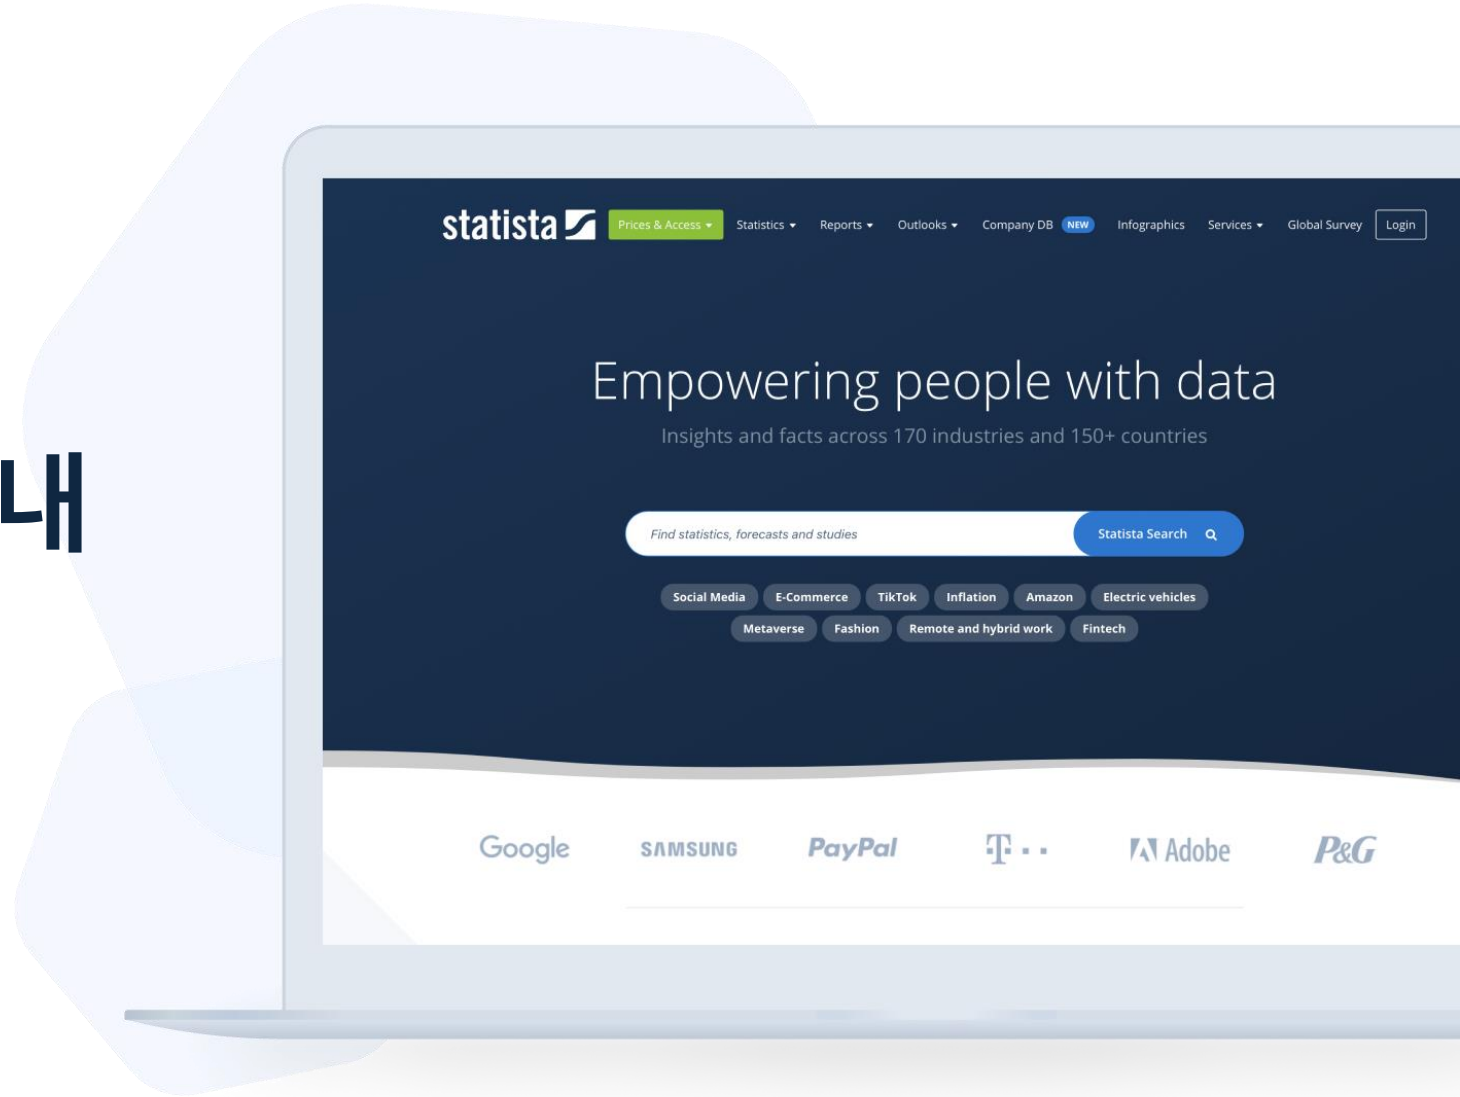 statista Prices & Access Statistics Reports Outlooks Company DB NEW Infographics Services Global Survey Login
Empowering people with data
Insights and facts across 170 industries and 150+ countries
내
Find statistics, forecasts and studies Statista Search
Social Media E-Commerce TikTok Inflation Amazon Electric vehicles
Metaverse Fashion Remote and hybrid work Fintech
Google SAMSUNG PayPal T Adobe P&G